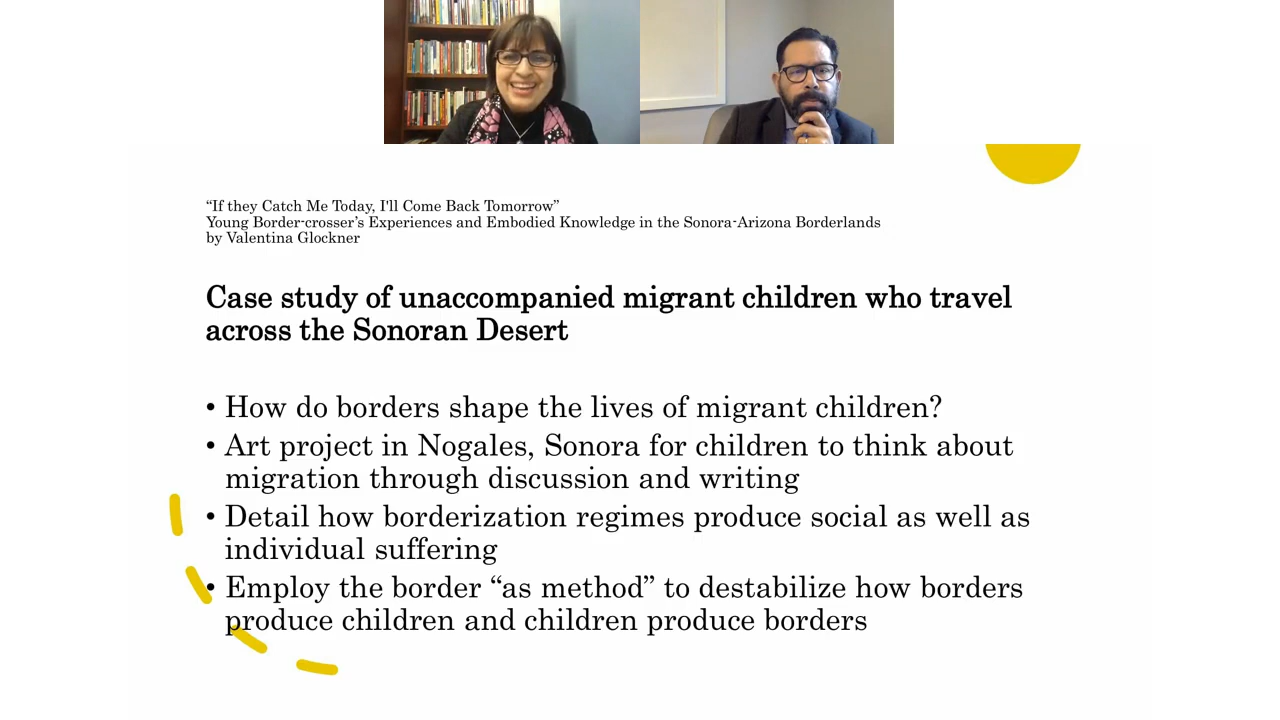 “If they Catch Me Today, I'll Come Back Tomorrow”
Young Border-crosser’s Experiences and Embodied Knowledge in the Sonora-Arizona Borderlands
by Valentina Glockner
Case study of unaccompanied migrant children who travel
across the Sonoran Desert
• How do borders shape the lives of migrant children?
• Art project in Nogales, Sonora for children to think about
migration through discussion and writing
• Detail how borderization regimes produce social as well as
individual suffering
• Employ the border “as method” to destabilize how borders
produce children and children produce borders